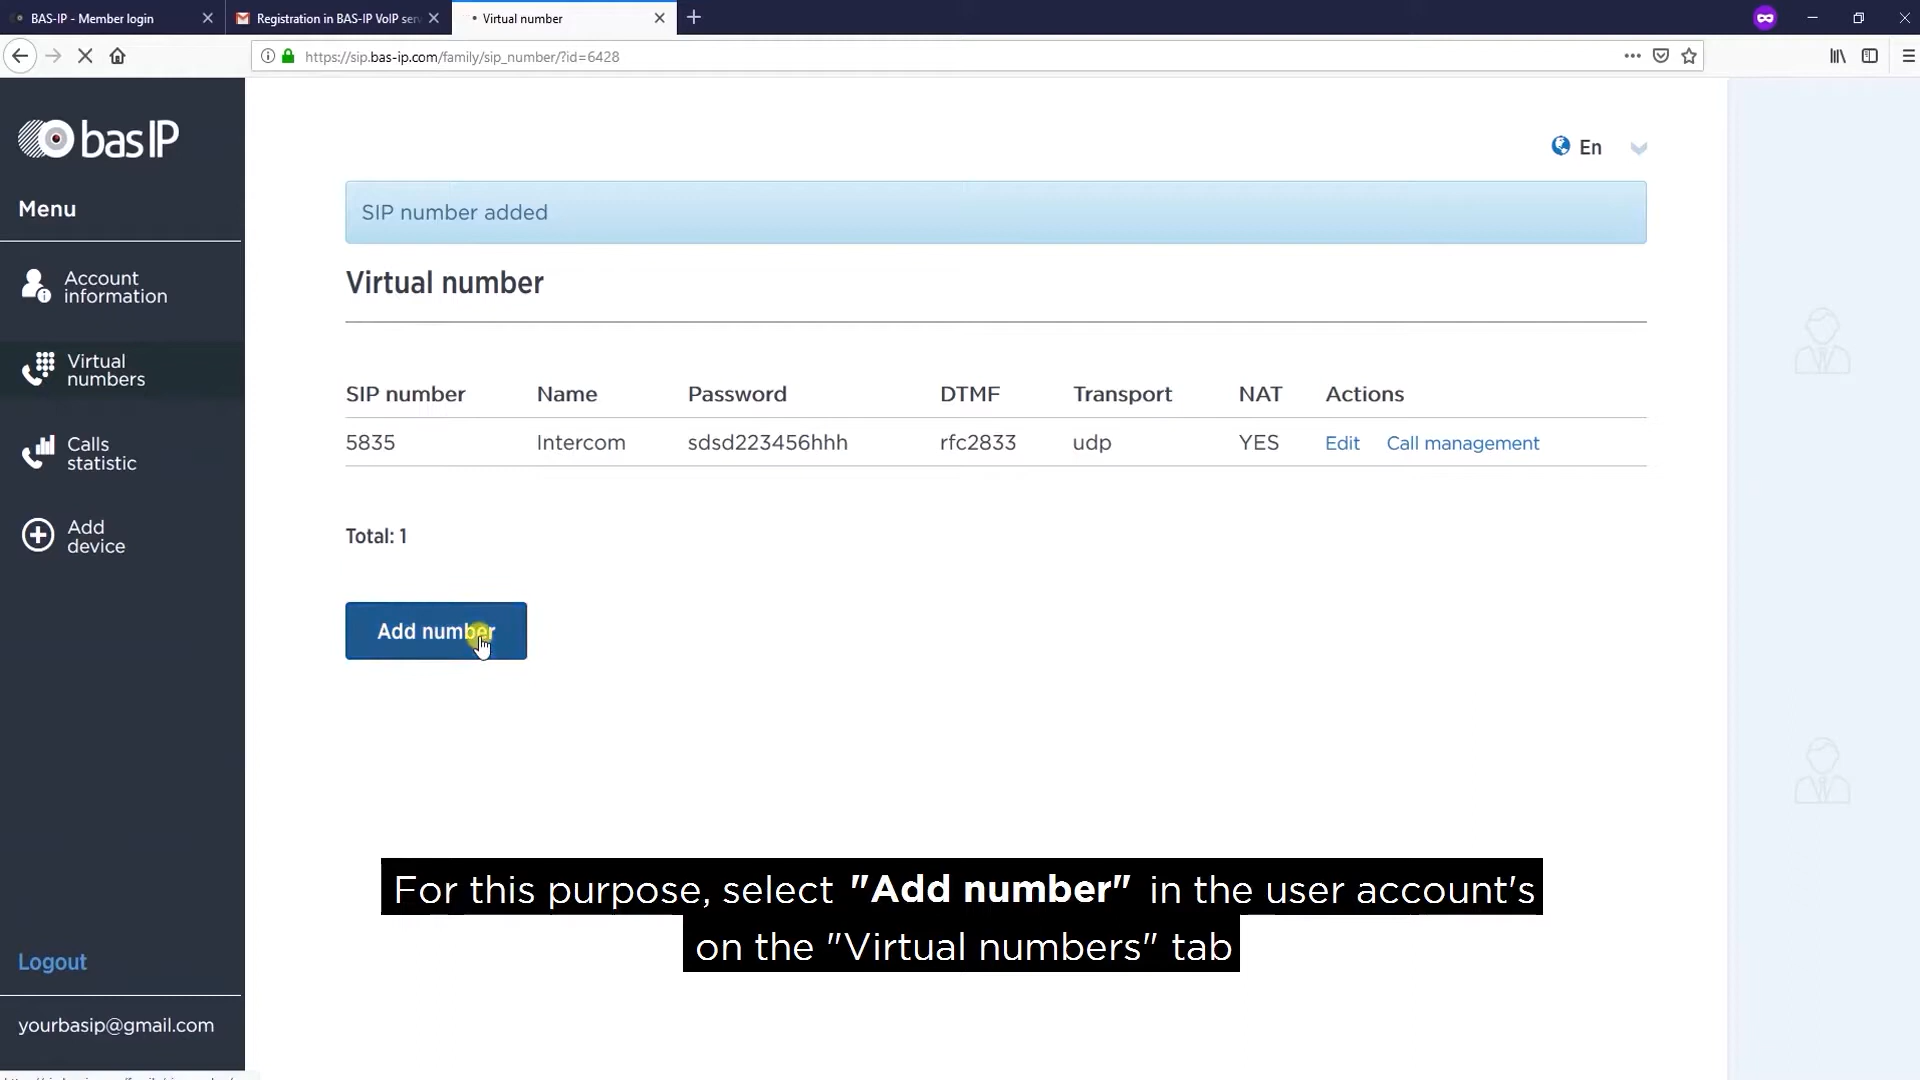 BAS-IP - Member login
Registration in BAS-IP VoIP serv
Virtual number
https://sip.bas-ip.com/family/sip_number/?id=6428
bas IP
Menu
Account
information
Virtual
numbers
Calls
statistic
Add
device
Logout
yourbasip@gmail.com
En
SIP number added
Virtual number
SIP number Name Password DTMF Transport NAT Actions
5835 Intercom sdsd223456hhh rfc2833 udp YES Edit Call management
Total: 1
Add number
For this purpose, select "Add number" in the user account's
on the "Virtual numbers" tab